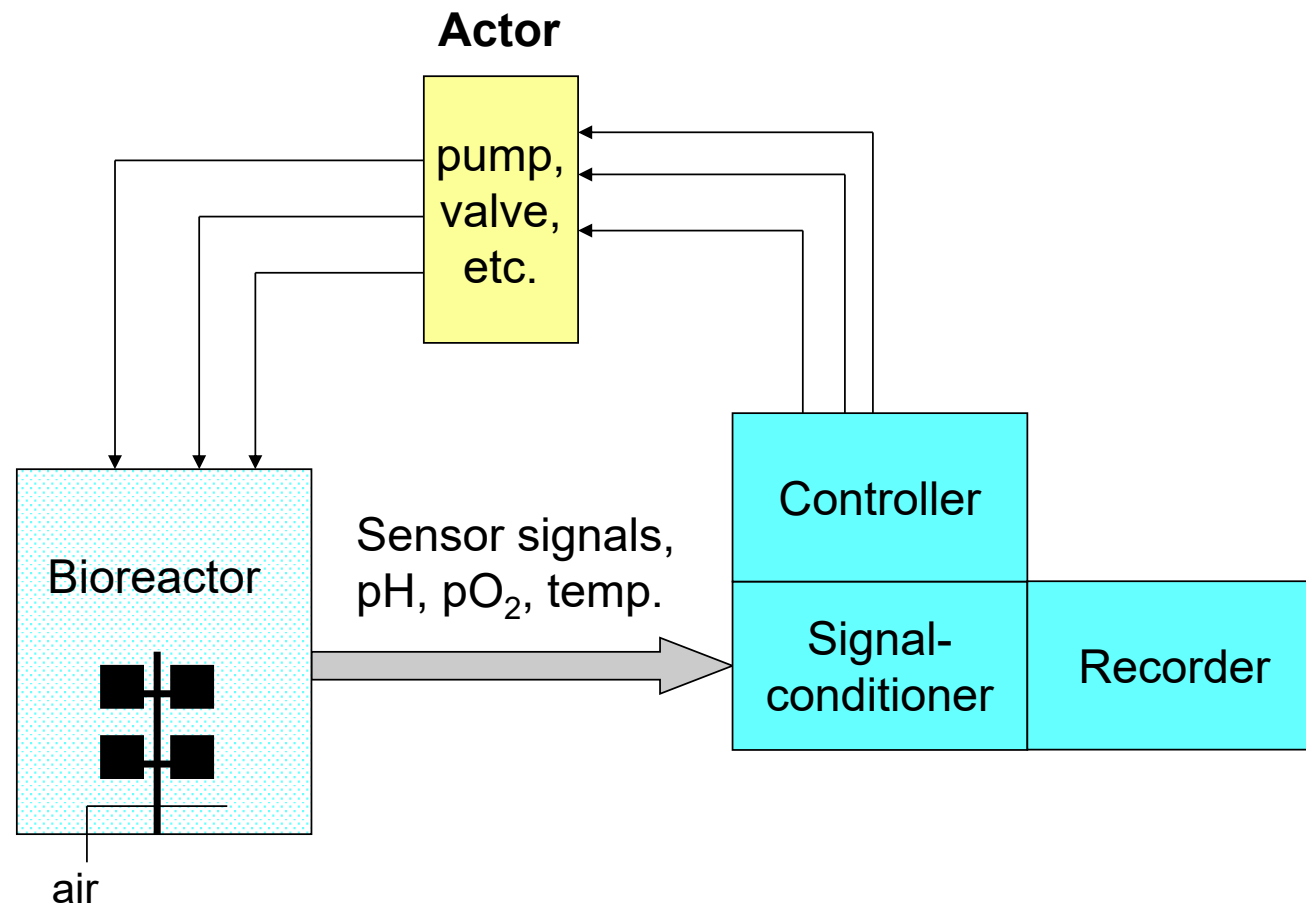 Actor
pump,
valve,
etc.
Controller
Sensor signals,
pH, pO₂, temp.
Bioreactor
Signal-
conditioner
Recorder
air